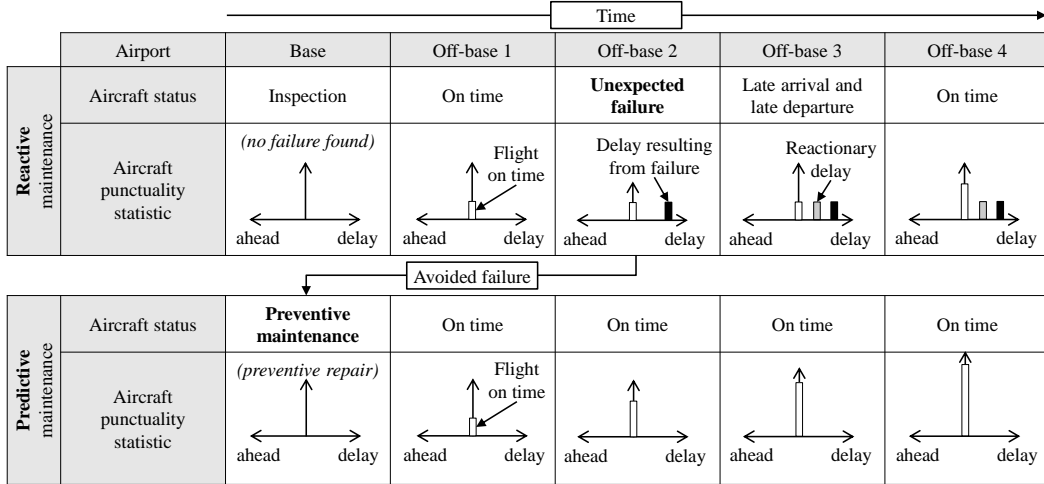 Time
Airport
Base
Off-base 1
Off-base 2
Off-base 3
Off-base 4
Reactive
maintenance
Aircraft status
Inspection
On time
Unexpected
failure
Late arrival and
late departure
On time
Aircraft
punctuality
statistic
(no failure found)
ahead
delay
Flight
on time
ahead
delay
Delay resulting
from failure
ahead
delay
Reactionary
delay
ahead
delay
ahead
delay
Avoided failure
Predictive
maintenance
Aircraft status
Preventive
maintenance
On time
On time
On time
On time
Aircraft
punctuality
statistic
(preventive repair)
ahead
delay
Flight
on time
ahead
delay
ahead
delay
ahead
delay
ahead
delay